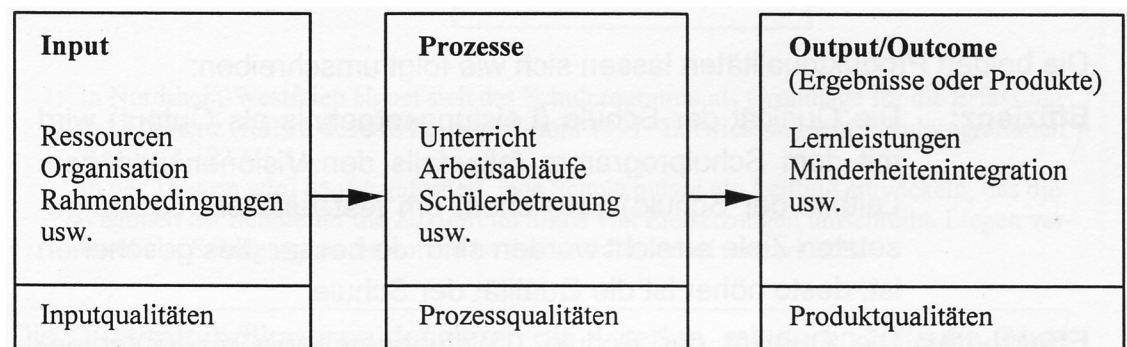 Input
Ressourcen
Organisation
Rahmenbedingungen
usw.
Inputqualitäten
Prozesse
Unterricht
Arbeitsabläufe
Schülerbetreuung
usw.
Prozessqualitäten
Output/Outcome
(Ergebnisse oder Produkte)
Lernleistungen
Minderheitenintegration
usw.
Produktqualitäten